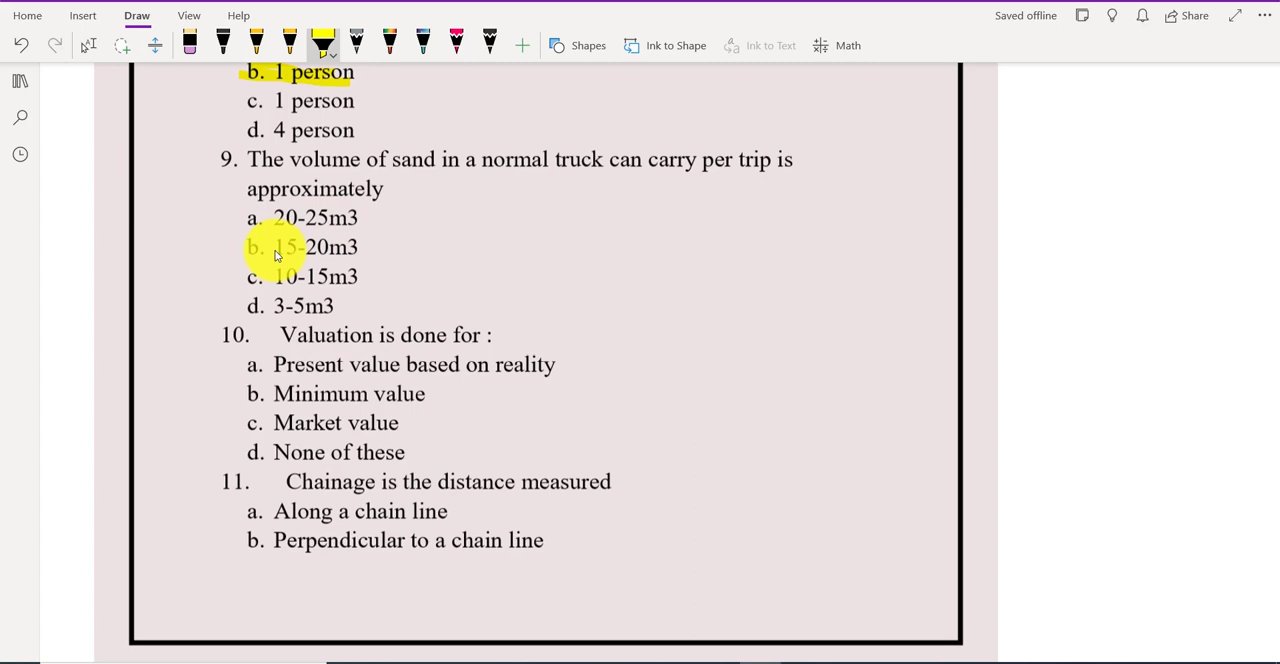 Home Insert Draw View Help Saved offline Share
Shapes Ink to Shape Ink to Text Math
b. 1 person
c. 1 person
d. 4 person
9. The volume of sand in a normal truck can carry per trip is
approximately
a. 20-25m3
b. 15-20m3
c. 10-15m3
d. 3-5m3
10. Valuation is done for :
a. Present value based on reality
b. Minimum value
c. Market value
d. None of these
11. Chainage is the distance measured
a. Along a chain line
b. Perpendicular to a chain line